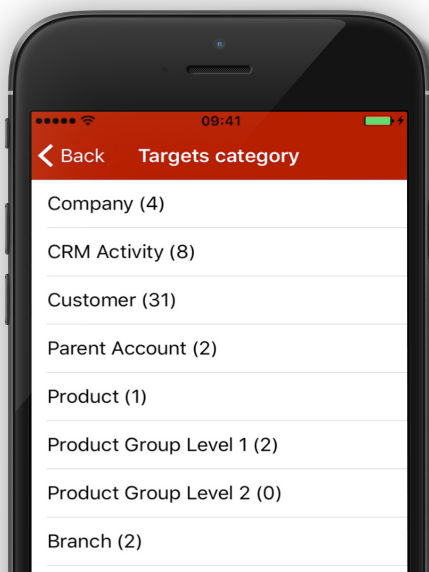 09:41
Back Targets category
Company (4)
CRM Activity (8)
Customer (31)
Parent Account (2)
Product (1)
Product Group Level 1 (2)
Product Group Level 2 (0)
Branch (2)